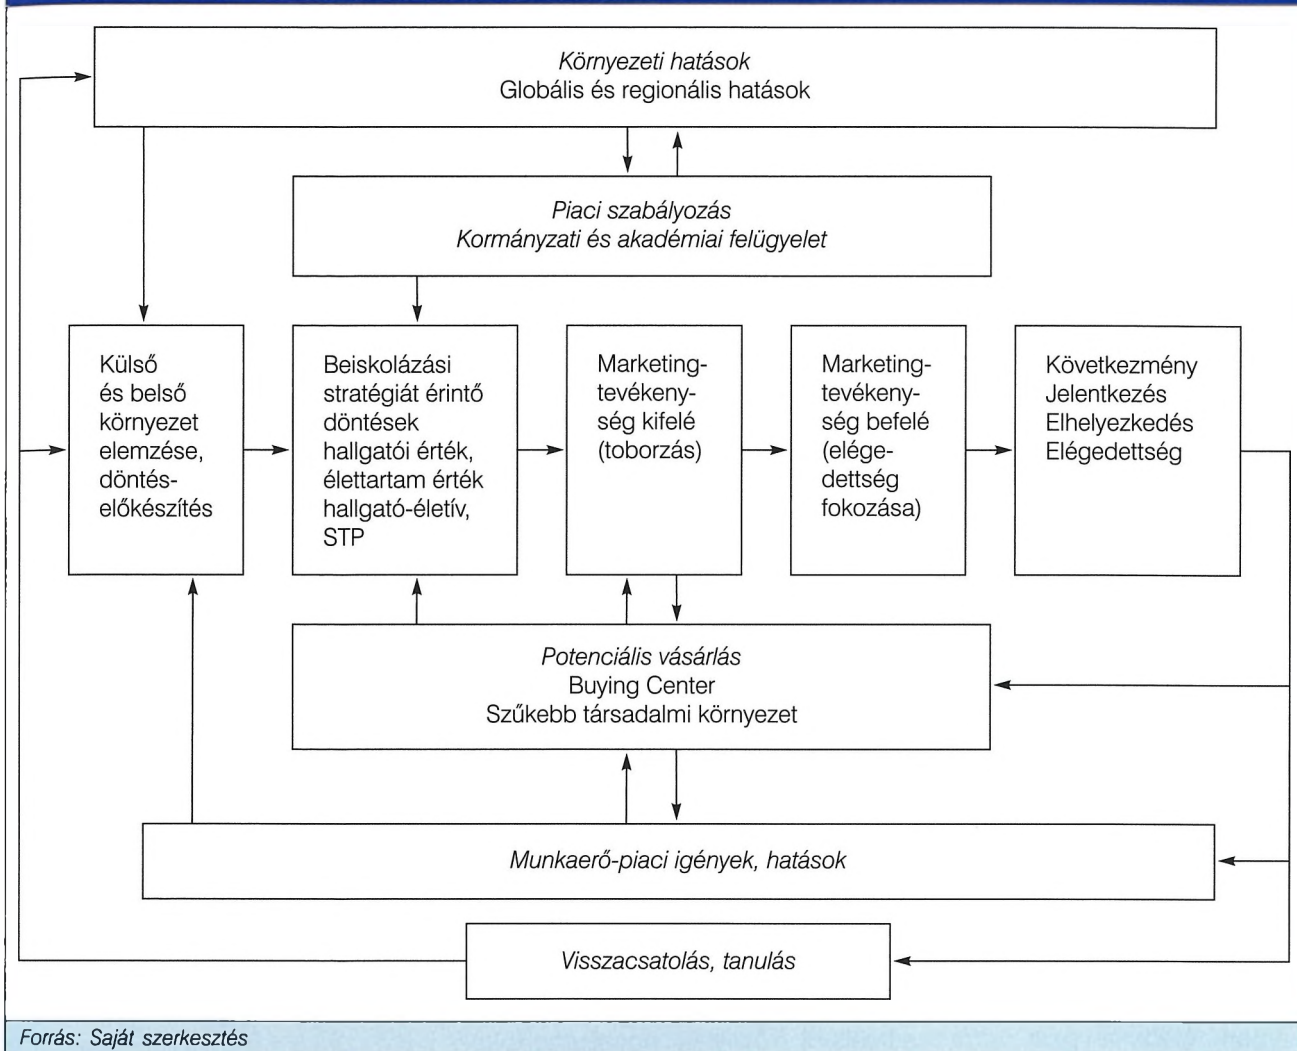 Környezeti hatások
Globális és regionális hatások
Piaci szabályozás
Kormányzati és akadémiai felügyelet
Külső
és belső
környezet
elemzése,
döntés-
előkészítés
Beiskolázási
stratégiát érintő
döntések
hallgatói érték,
élettartam érték
hallgató-életív,
STP
Marketing-
tevékeny-
ség kifelé
(toborzás)
Marketing-
tevékeny-
ség befelé
(elége-
dettség
fokozása)
Következmény
Jelentkezés
Elhelyezkedés
Elégedettség
Potenciális vásárlás
Buying Center
Szűkebb társadalmi környezet
Munkaerő-piaci igények, hatások
Visszacsatolás, tanulás
Forrás: Saját szerkesztés